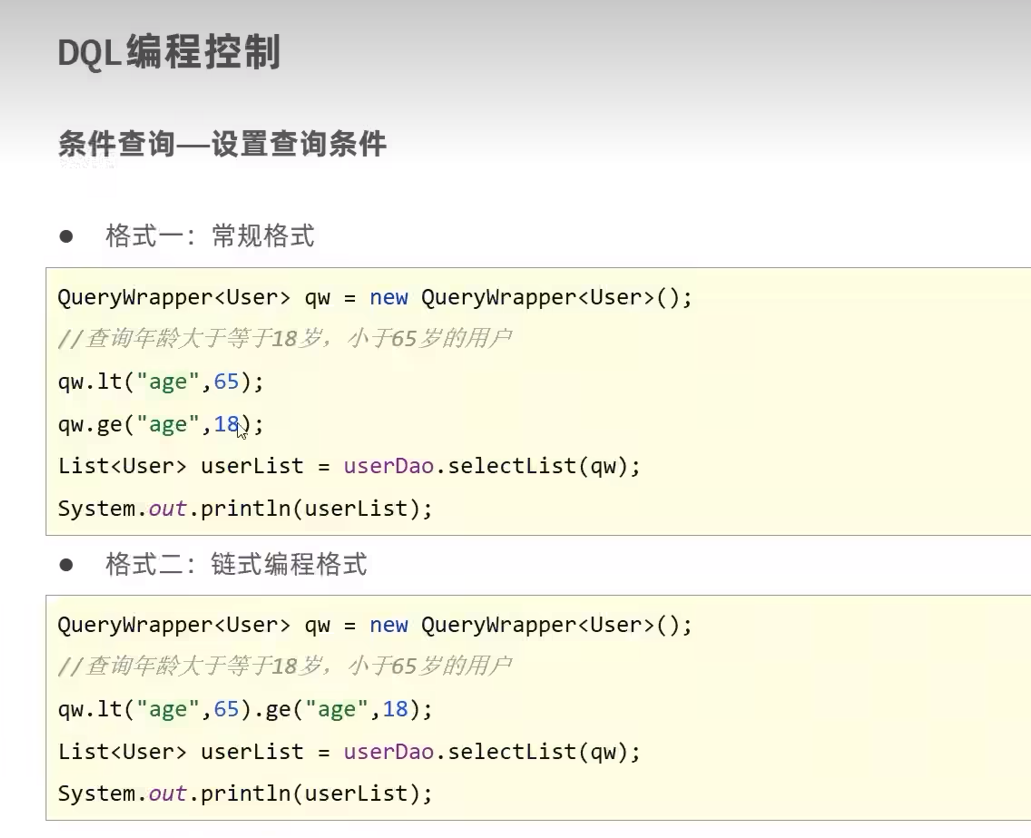 DQL编程控制
条件查询——设置查询条件
● 格式一：常规格式
QueryWrapper<User> qw = new QueryWrapper<User>();
//查询年龄大于等于18岁，小于65岁的用户
qw.lt("age",65);
qw.ge("age",18);
List<User> userList = userDao.selectList(qw);
System.out.println(userList);
● 格式二：链式编程格式
QueryWrapper<User> qw = new QueryWrapper<User>();
//查询年龄大于等于18岁，小于65岁的用户
qw.lt("age",65).ge("age",18);
List<User> userList = userDao.selectList(qw);
System.out.println(userList);